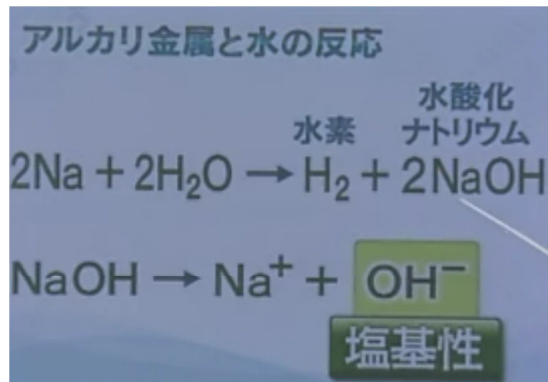 アルカリ金属と水の反応
水素
水酸化
ナトリウム
2Na + 2H₂O → H₂ + 2NaOH
NaOH → Na⁺ + OH⁻
塩基性